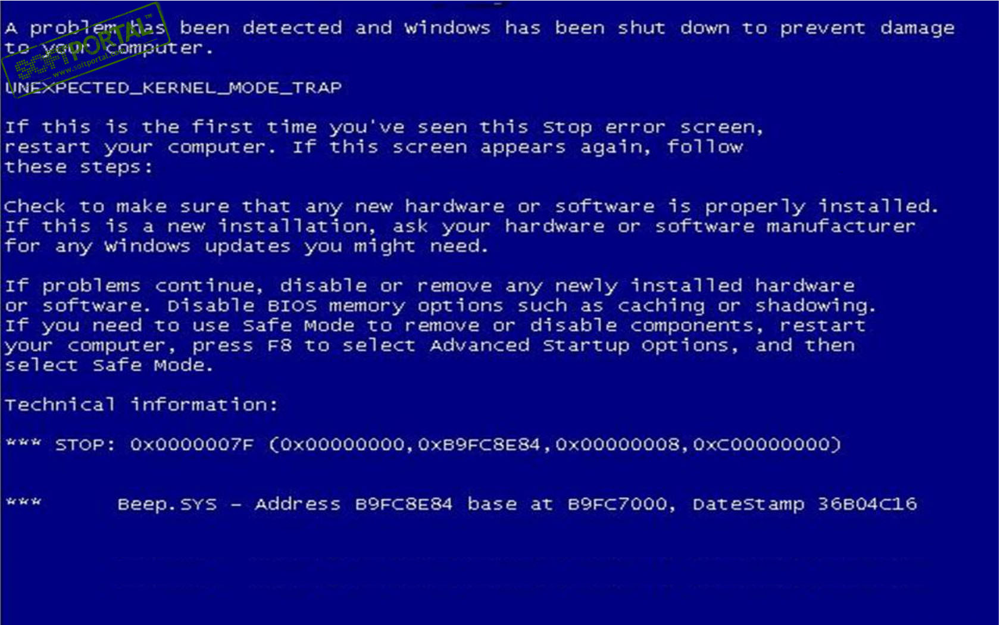 SOFTPORTAL™
www.softportal.com
A problem has been detected and Windows has been shut down to prevent damage
to your computer.
UNEXPECTED_KERNEL_MODE_TRAP
If this is the first time you've seen this Stop error screen,
restart your computer. If this screen appears again, follow
these steps:
Check to make sure that any new hardware or software is properly installed.
If this is a new installation, ask your hardware or software manufacturer
for any Windows updates you might need.
If problems continue, disable or remove any newly installed hardware
or software. Disable BIOS memory options such as caching or shadowing.
If you need to use Safe Mode to remove or disable components, restart
your computer, press F8 to select Advanced Startup Options, and then
select Safe Mode.
Technical information:
*** STOP: 0x0000007F (0x00000000,0xB9FC8E84,0x00000008,0xC00000000)
*** Beep.SYS – Address B9FC8E84 base at B9FC7000, DateStamp 36B04C16